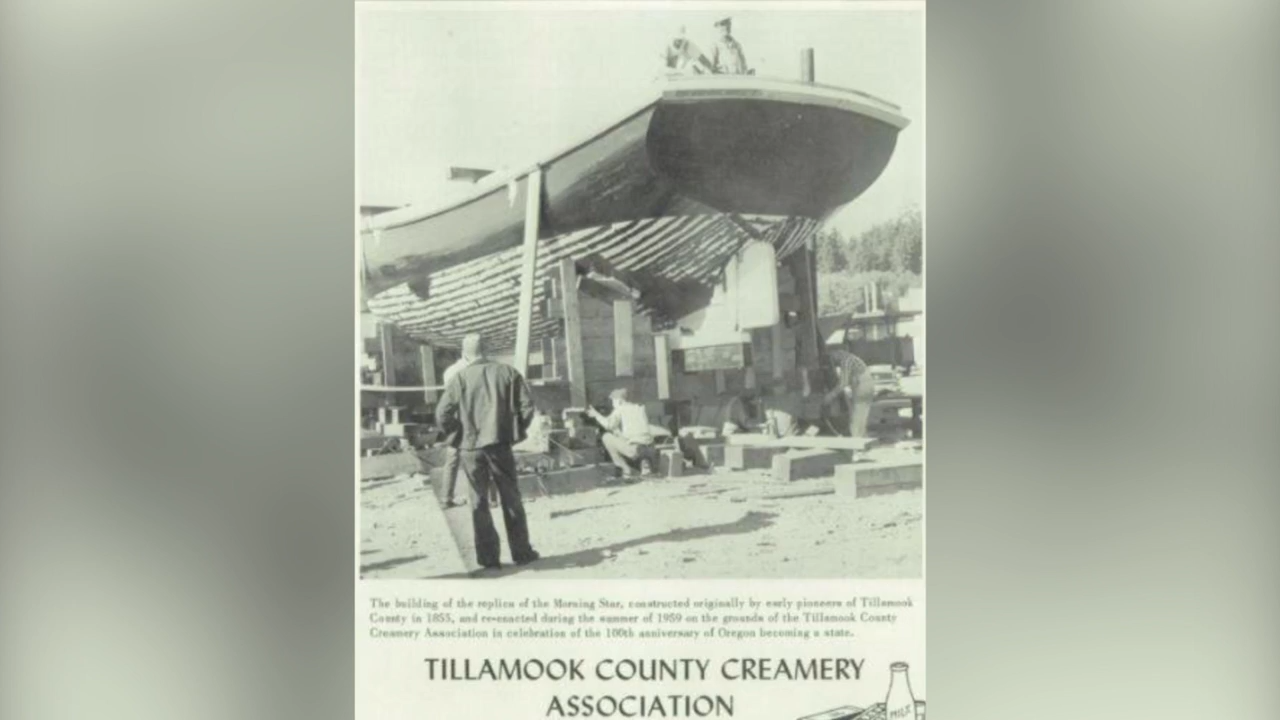 The building of the replica of the Morning Star, constructed originally by early pioneers of Tillamook
County in 1855, and re-enacted during the summer of 1959 on the grounds of the Tillamook County
Creamery Association in celebration of the 100th anniversary of Oregon becoming a state.
TILLAMOOK COUNTY CREAMERY
ASSOCIATION
MILK